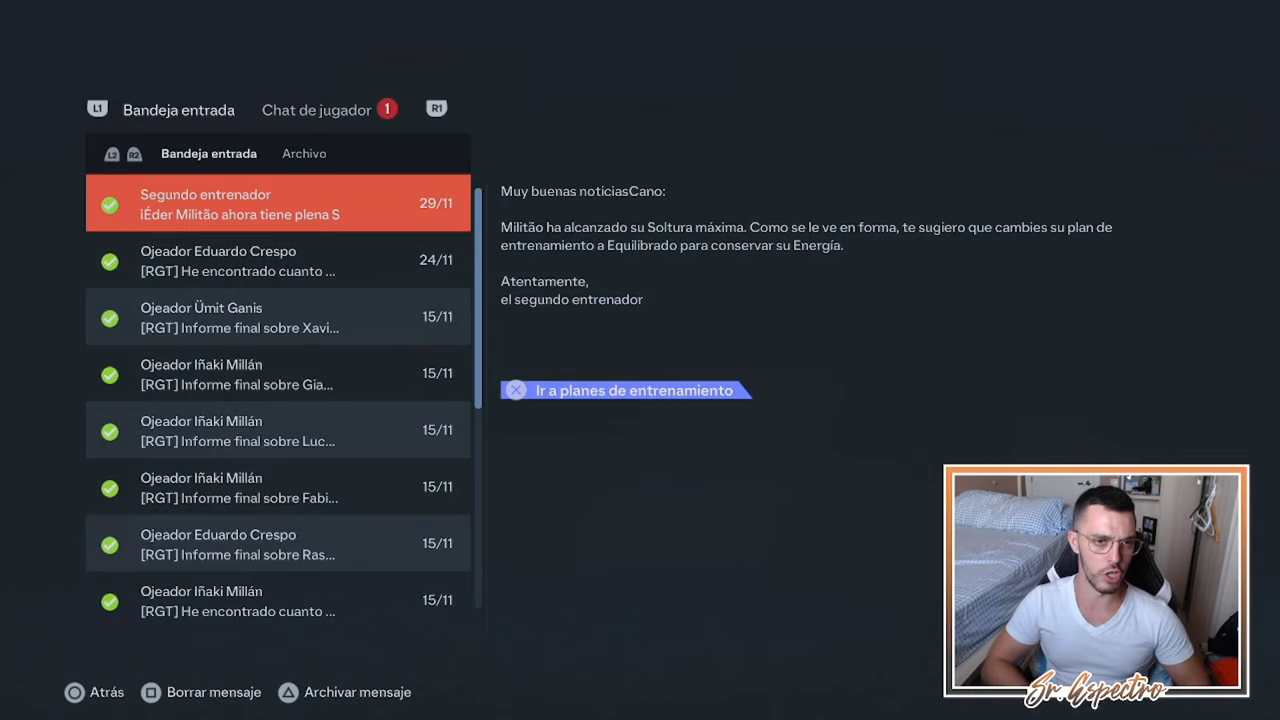 L1 Bandeja entrada Chat de jugador 1 R1
L2 R2 Bandeja entrada Archivo
Segundo entrenador
¡Éder Militão ahora tiene plena S
29/11
Ojeador Eduardo Crespo
[RGT] He encontrado cuanto ...
24/11
Ojeador Ümit Ganis
[RGT] Informe final sobre Xavi...
15/11
Ojeador Iñaki Millán
[RGT] Informe final sobre Gia...
15/11
Ojeador Iñaki Millán
[RGT] Informe final sobre Luc...
15/11
Ojeador Iñaki Millán
[RGT] Informe final sobre Fabi...
15/11
Ojeador Eduardo Crespo
[RGT] Informe final sobre Ras...
15/11
Ojeador Iñaki Millán
[RGT] He encontrado cuanto ...
15/11
Muy buenas noticiasCano:
Militão ha alcanzado su Soltura máxima. Como se le ve en forma, te sugiero que cambies su plan de
entrenamiento a Equilibrado para conservar su Energía.
Atentamente,
el segundo entrenador
Ir a planes de entrenamiento
Atrás Borrar mensaje Archivar mensaje
Sr. Espectro